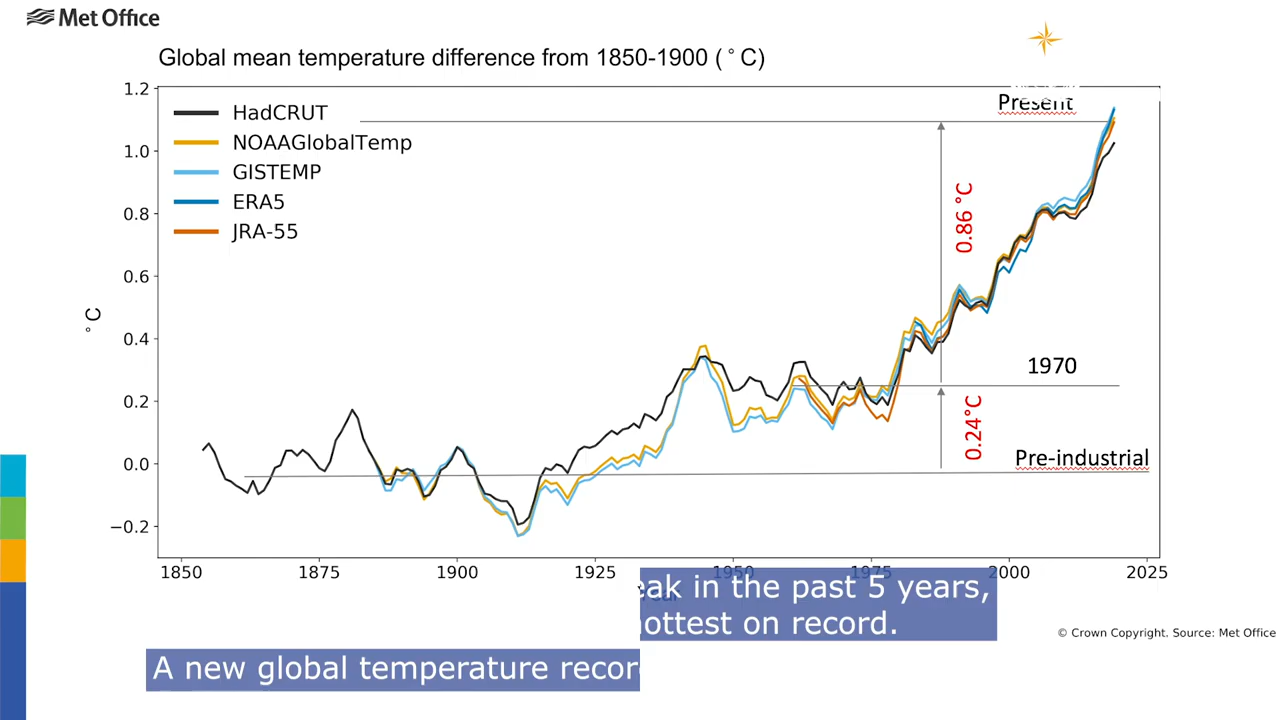 Met Office
Global mean temperature difference from 1850-1900 (°C)
1.2
1.0
0.8
0.6
0.4
0.2
0.0
−0.2
°C
HadCRUT
NOAAGlobalTemp
GISTEMP
ERA5
JRA-55
Present
0.86 °C
1970
0.24°C
Pre-industrial
1850 1875 1900 1925 1950 1975 2000 2025
in the past 5 years,
on record.
© Crown Copyright. Source: Met Office
A new global temperature